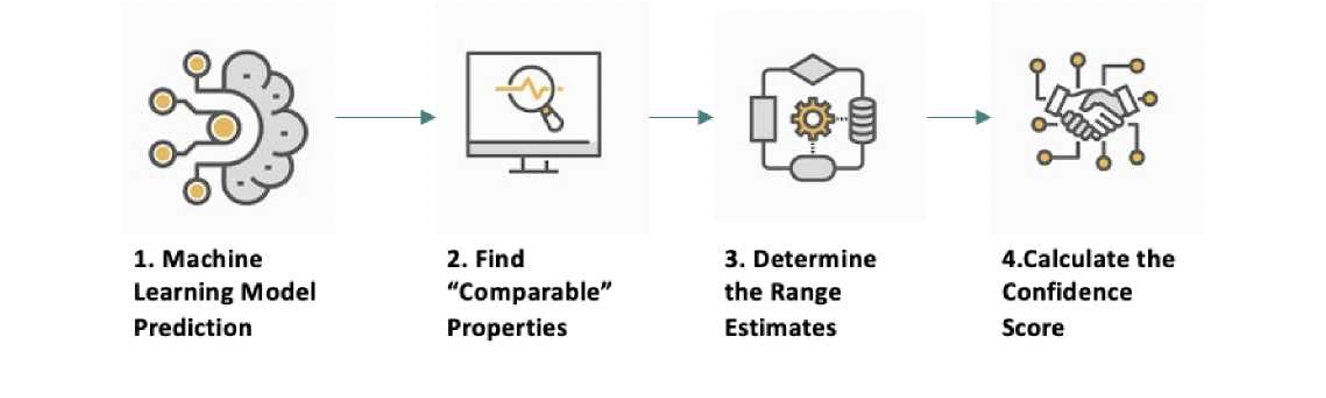 1. Machine
Learning Model
Prediction
2. Find
“Comparable”
Properties
3. Determine
the Range
Estimates
4.Calculate the
Confidence
Score